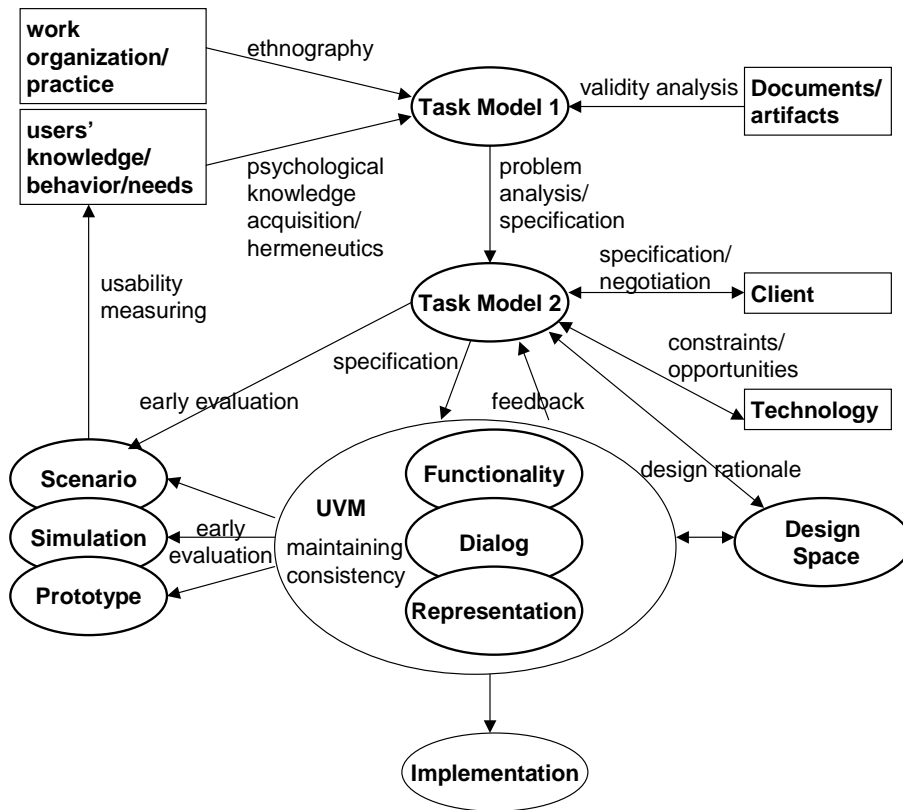 work
organization/
practice
ethnography
users'
knowledge/
behavior/needs
Task Model 1
validity analysis
Documents/
artifacts
psychological
knowledge
acquisition/
hermeneutics
problem
analysis/
specification
usability
measuring
Task Model 2
specification/
negotiation
Client
constraints/
opportunities
Technology
specification
early evaluation
feedback
design rationale
Scenario
Simulation
Prototype
early
evaluation
UVM
maintaining
consistency
Functionality
Dialog
Representation
Design
Space
Implementation